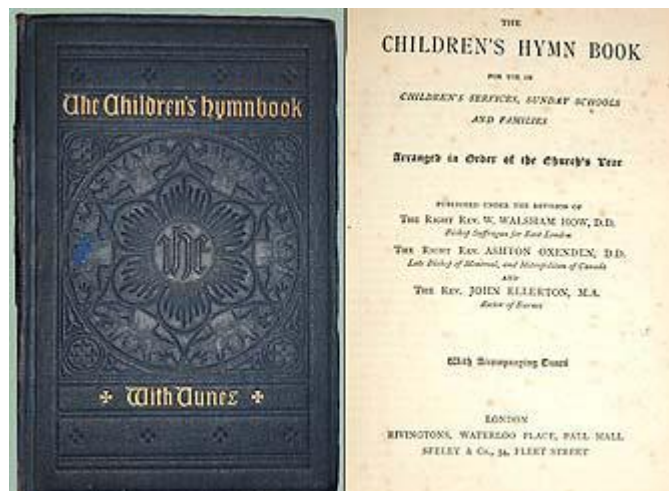 The Children's hymnbook
ihc
With Tunes
THE
CHILDREN'S HYMN BOOK
FOR USE IN
CHILDREN'S SERVICES, SUNDAY SCHOOLS
AND FAMILIES
Arranged in Order of the Church's Year
PUBLISHED UNDER THE REVISION OF
THE RIGHT REV. W. WALSHAM HOW, D.D.
Bishop Suffragan for East London
THE RIGHT REV. ASHTON OXENDEN, D.D.
Late Bishop of Montreal, and Metropolitan of Canada
AND
THE REV. JOHN ELLERTON, M.A.
Rector of Barnes
With Accompanying Tunes
LONDON
RIVINGTONS, WATERLOO PLACE, PALL MALL
SEELEY & Co., 54, FLEET STREET